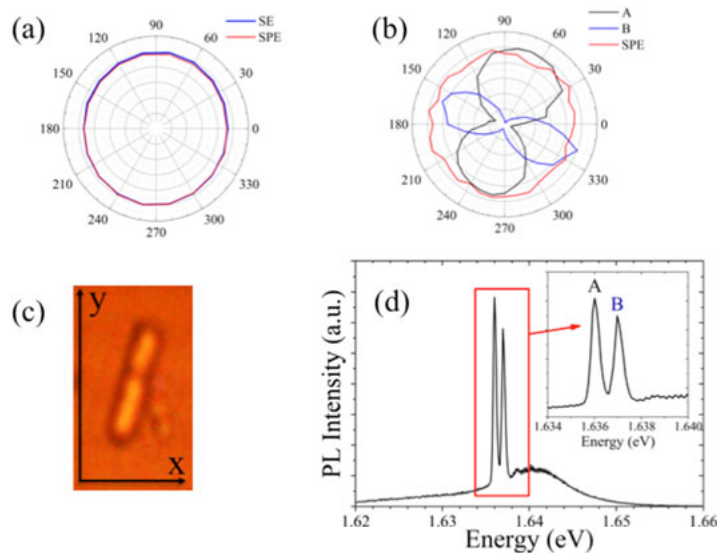 (a)
SE
SPE
90
120
60
150
30
180
0
210
330
240
300
270
(b)
A
B
SPE
90
120
60
150
30
180
0
210
330
240
300
270
(c)
y
x
(d)
PL Intensity (a.u.)
A
B
1.634
1.636
1.638
1.640
Energy (eV)
1.62
1.63
1.64
1.65
1.66
Energy (eV)